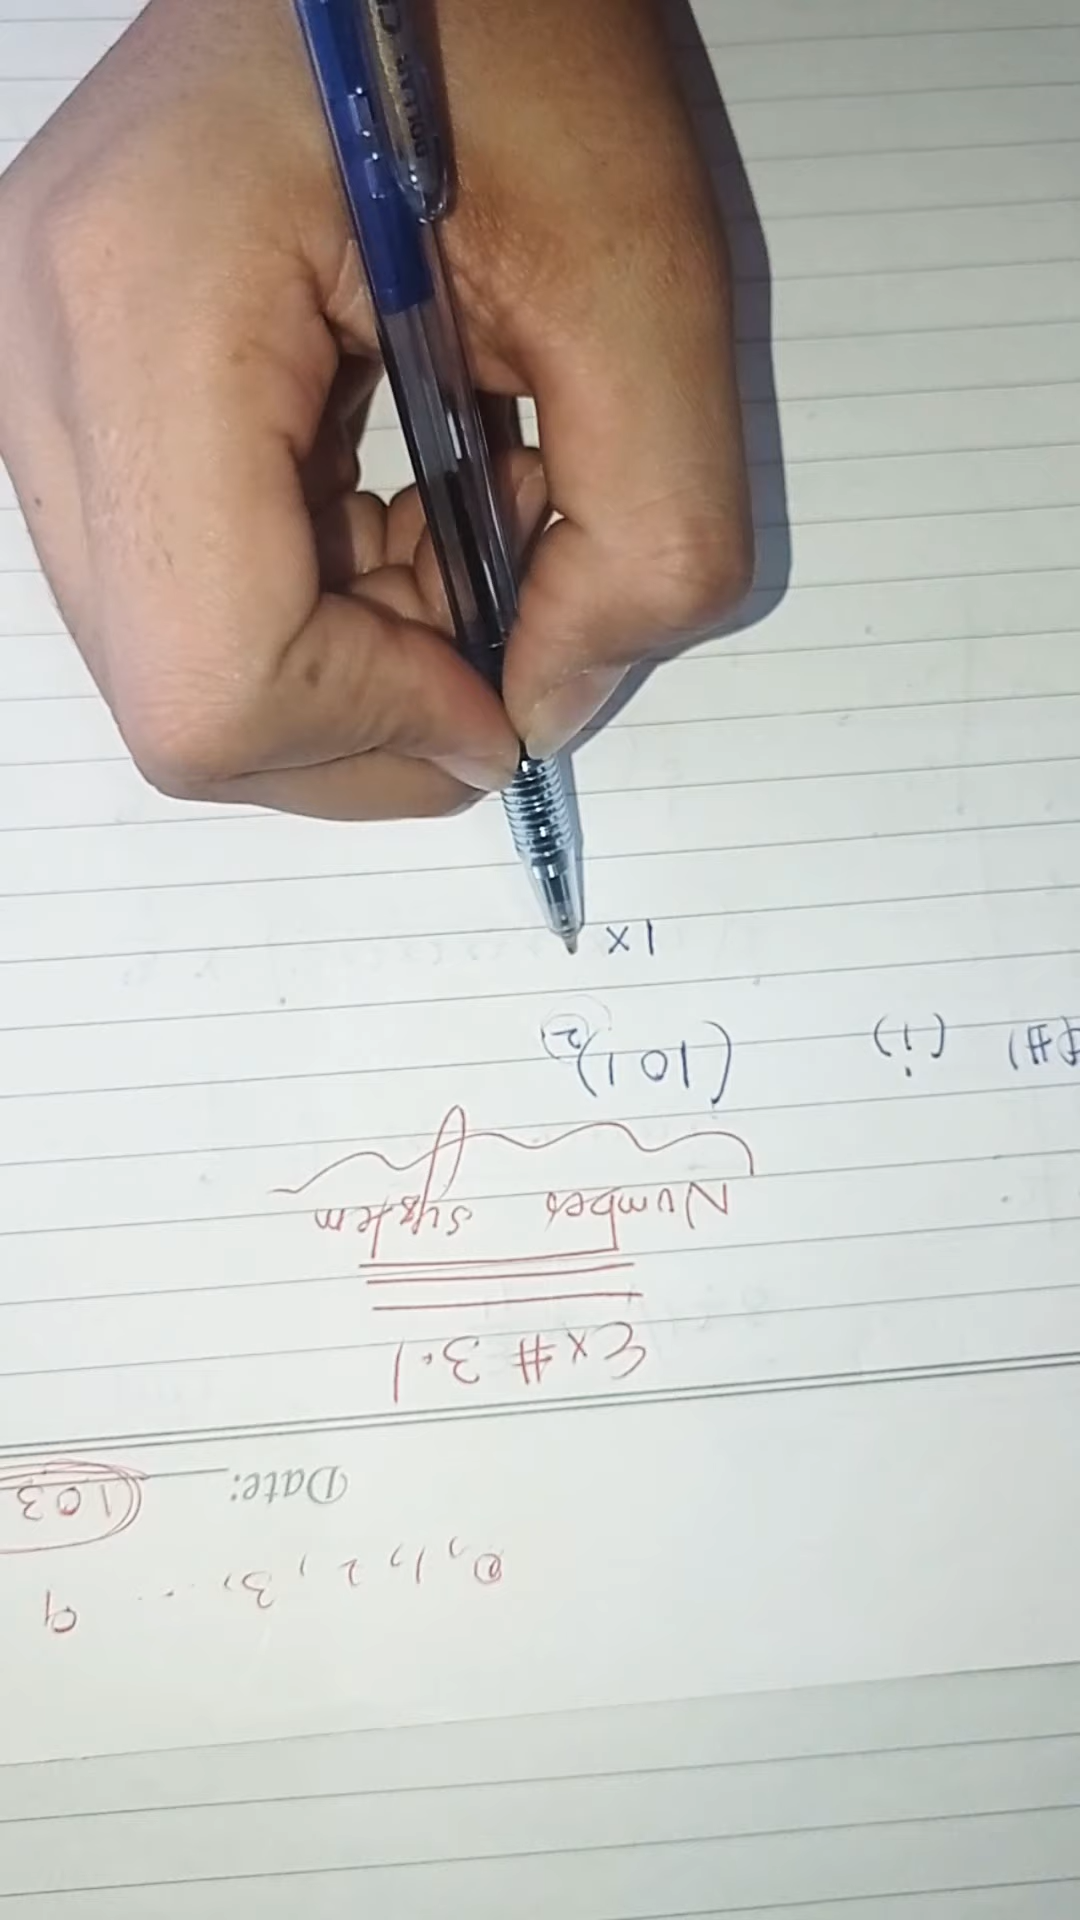 0, 1, 2, 3, ... 9
Date: 103
Ex # 3.1
Number system
Q#1 (i) (101)2
1x